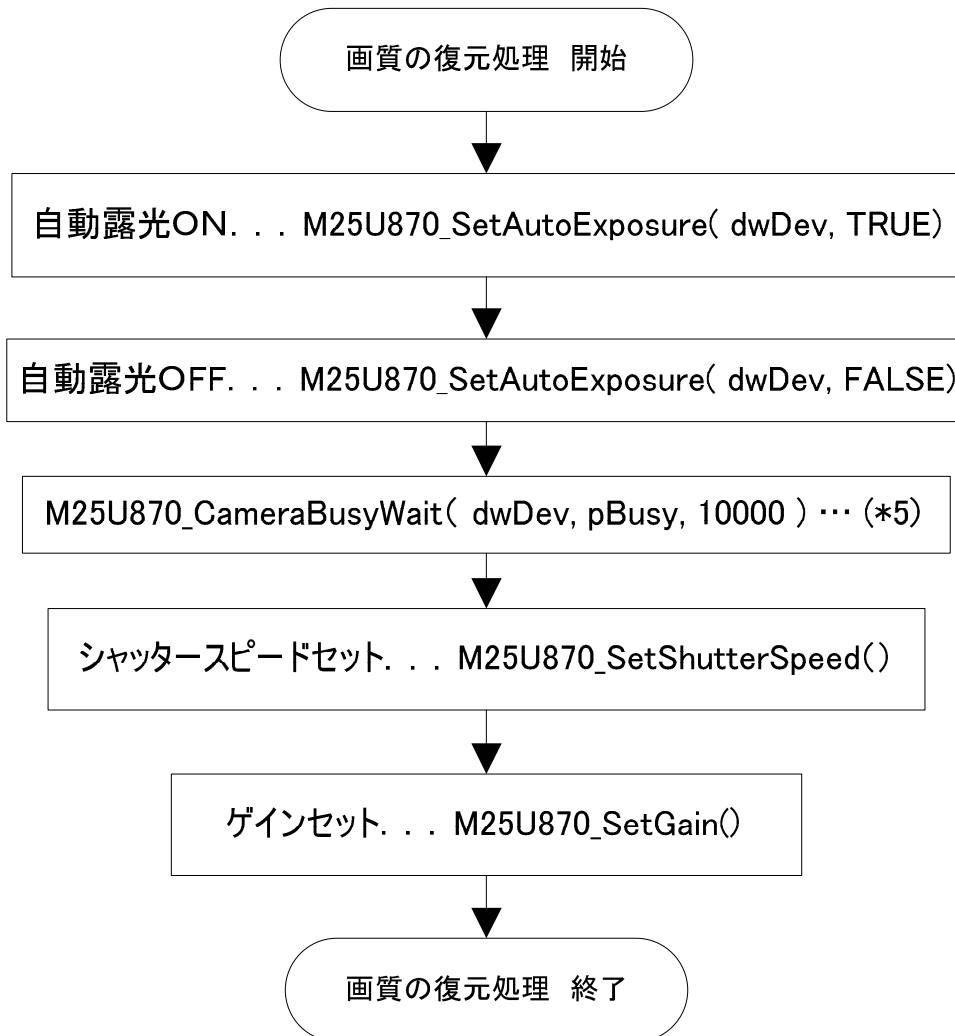 画質の復元処理　開始
自動露光ON．．． M25U870_SetAutoExposure( dwDev, TRUE)
自動露光OFF．．． M25U870_SetAutoExposure( dwDev, FALSE)
M25U870_CameraBusyWait( dwDev, pBusy, 10000 ) … (*5)
シャッタースピードセット．．． M25U870_SetShutterSpeed()
ゲインセット．．． M25U870_SetGain()
画質の復元処理　終了